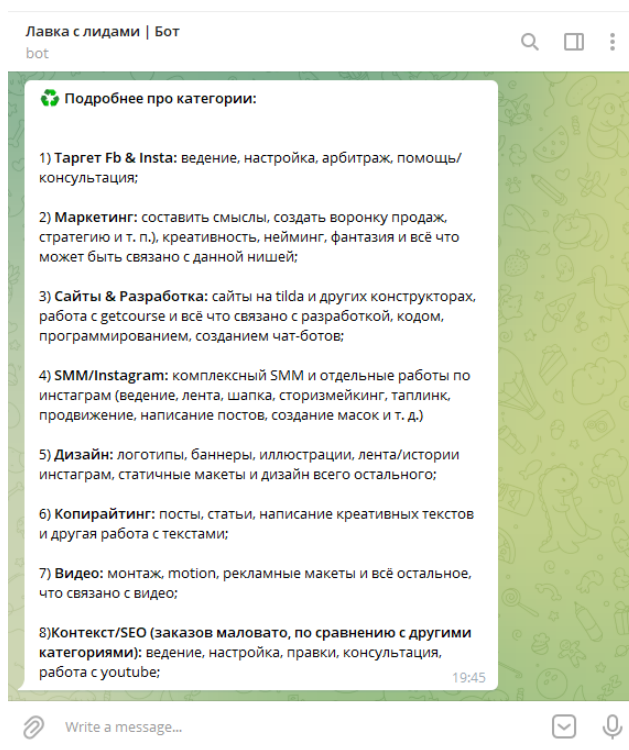 Лавка с лидами | Бот
bot
Подробнее про категории:
1) Таргет Fb & Insta: ведение, настройка, арбитраж, помощь/
консультация;
2) Маркетинг: составить смыслы, создать воронку продаж,
стратегию и т. п.), креативность, нейминг, фантазия и всё что
может быть связано с данной нишей;
3) Сайты & Разработка: сайты на tilda и других конструкторах,
работа с getcourse и всё что связано с разработкой, кодом,
программированием, созданием чат-ботов;
4) SMM/Instagram: комплексный SMM и отдельные работы по
инстаграм (ведение, лента, шапка, сторизмейкинг, таплинк,
продвижение, написание постов, создание масок и т. д.)
5) Дизайн: логотипы, баннеры, иллюстрации, лента/истории
инстаграм, статичные макеты и дизайн всего остального;
6) Копирайтинг: посты, статьи, написание креативных текстов
и другая работа с текстами;
7) Видео: монтаж, motion, рекламные макеты и всё остальное,
что связано с видео;
8)Контекст/SEO (заказов маловато, по сравнению с другими
категориями): ведение, настройка, правки, консультация,
работа с youtube;
19:45
Write a message...